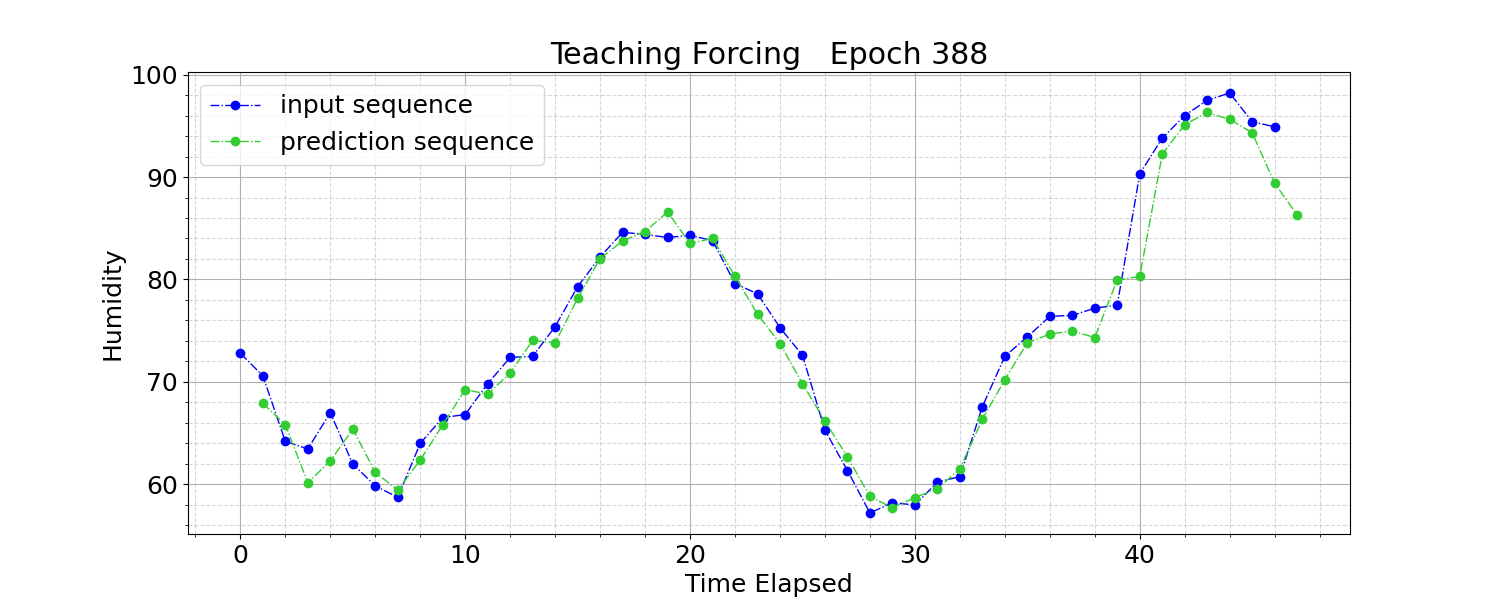 Teaching Forcing   Epoch 388
input sequence
prediction sequence
Humidity
100
90
80
70
60
0 10 20 30 40
Time Elapsed